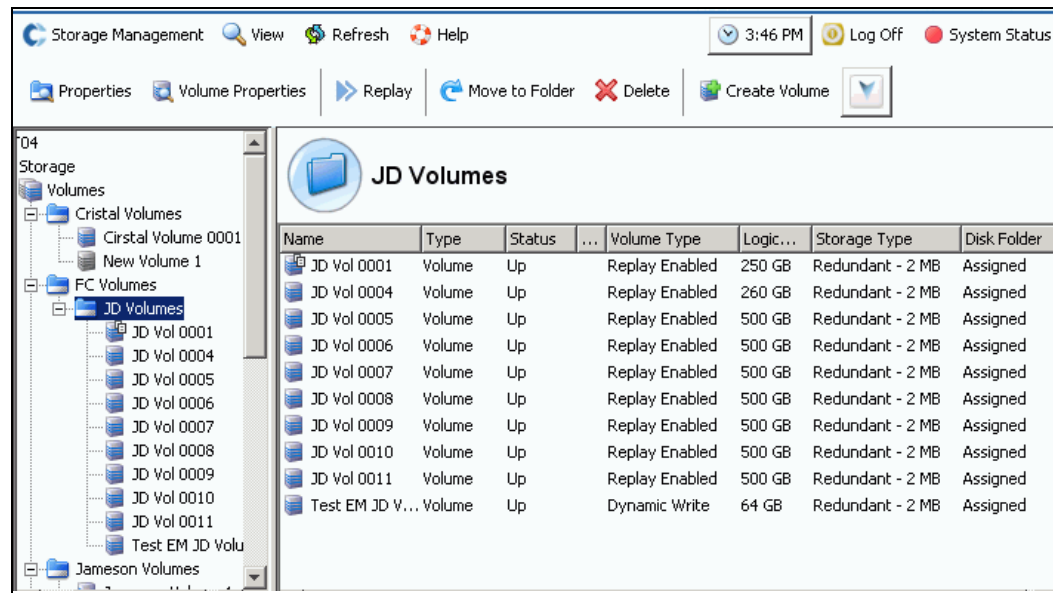 Storage Management View Refresh Help 3:46 PM Log Off System Status
Properties Volume Properties Replay Move to Folder Delete Create Volume
04
Storage
Volumes
Cristal Volumes
Cirstal Volume 0001
New Volume 1
FC Volumes
JD Volumes
JD Vol 0001
JD Vol 0004
JD Vol 0005
JD Vol 0006
JD Vol 0007
JD Vol 0008
JD Vol 0009
JD Vol 0010
JD Vol 0011
Test EM JD Volu
Jameson Volumes
JD Volumes
Name Type Status ... Volume Type Logic... Storage Type Disk Folder
JD Vol 0001 Volume Up Replay Enabled 250 GB Redundant - 2 MB Assigned
JD Vol 0004 Volume Up Replay Enabled 260 GB Redundant - 2 MB Assigned
JD Vol 0005 Volume Up Replay Enabled 500 GB Redundant - 2 MB Assigned
JD Vol 0006 Volume Up Replay Enabled 500 GB Redundant - 2 MB Assigned
JD Vol 0007 Volume Up Replay Enabled 500 GB Redundant - 2 MB Assigned
JD Vol 0008 Volume Up Replay Enabled 500 GB Redundant - 2 MB Assigned
JD Vol 0009 Volume Up Replay Enabled 500 GB Redundant - 2 MB Assigned
JD Vol 0010 Volume Up Replay Enabled 500 GB Redundant - 2 MB Assigned
JD Vol 0011 Volume Up Replay Enabled 500 GB Redundant - 2 MB Assigned
Test EM JD V... Volume Up Dynamic Write 64 GB Redundant - 2 MB Assigned